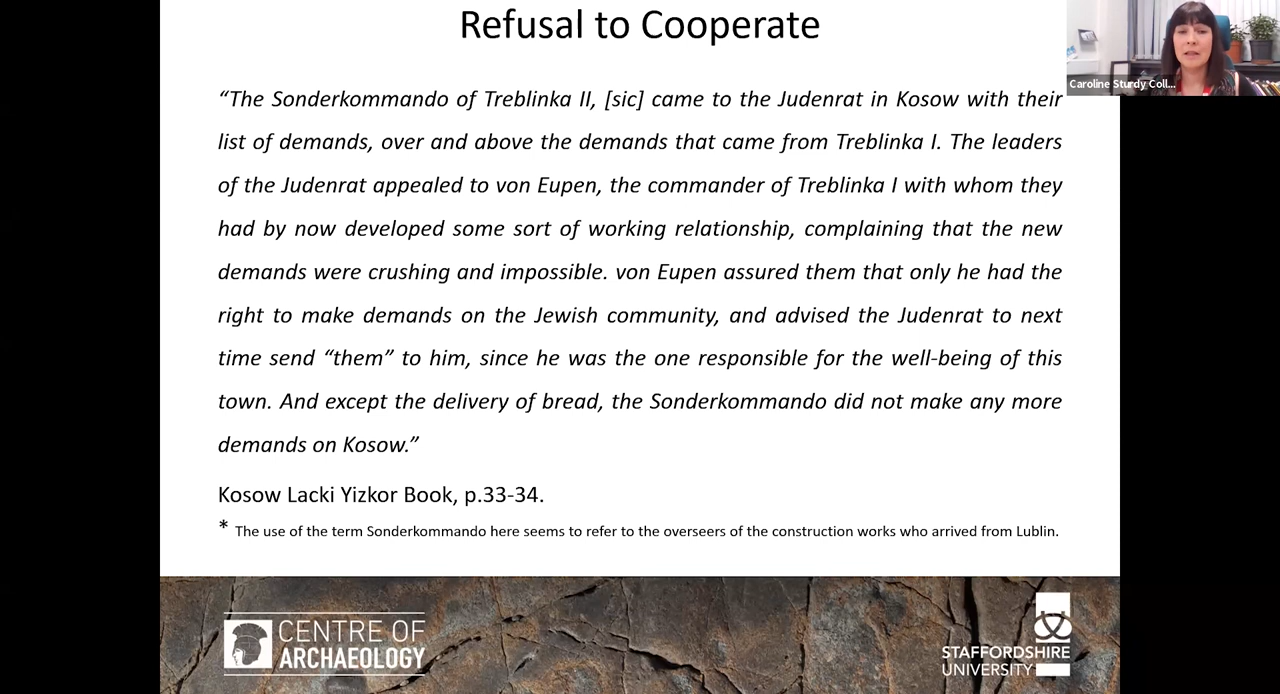 Refusal to Cooperate
Caroline Sturdy Coll...
“The Sonderkommando of Treblinka II, [sic] came to the Judenrat in Kosow with their
list of demands, over and above the demands that came from Treblinka I. The leaders
of the Judenrat appealed to von Eupen, the commander of Treblinka I with whom they
had by now developed some sort of working relationship, complaining that the new
demands were crushing and impossible. von Eupen assured them that only he had the
right to make demands on the Jewish community, and advised the Judenrat to next
time send “them” to him, since he was the one responsible for the well-being of this
town. And except the delivery of bread, the Sonderkommando did not make any more
demands on Kosow.”
Kosow Lacki Yizkor Book, p.33-34.
* The use of the term Sonderkommando here seems to refer to the overseers of the construction works who arrived from Lublin.
CENTRE OF
ARCHAEOLOGY
STAFFORDSHIRE
UNIVERSITY